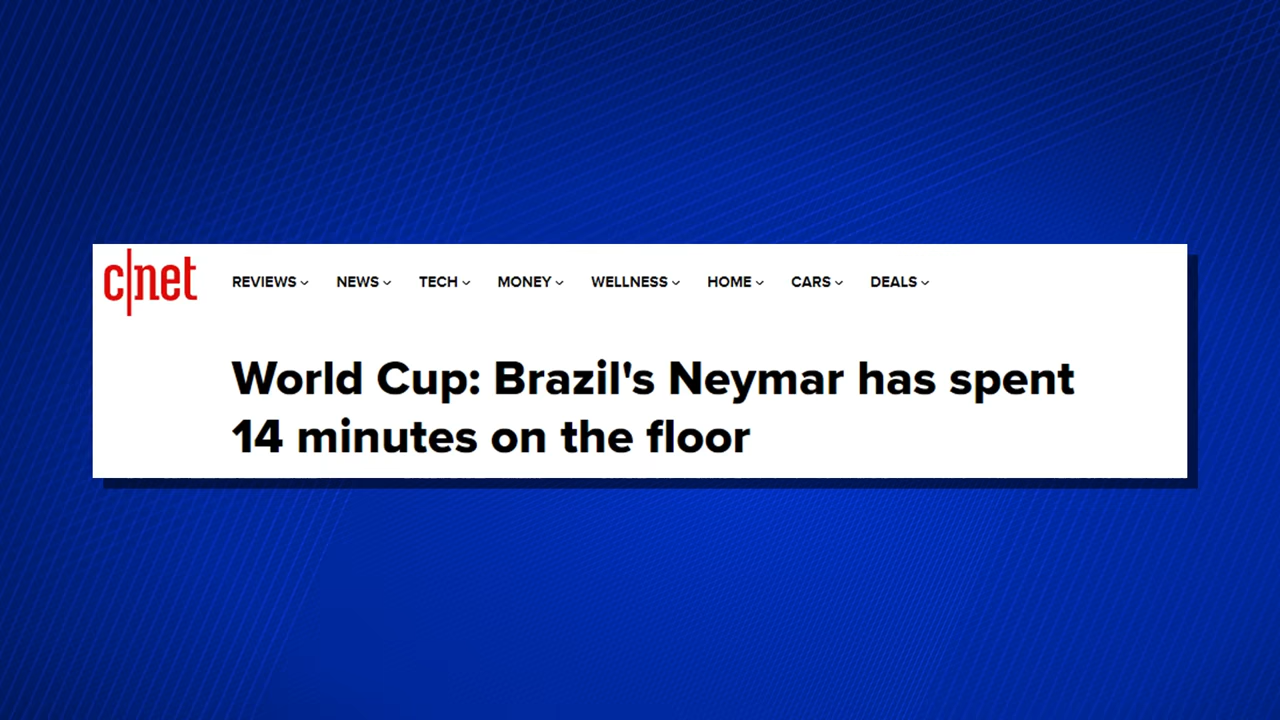 c|net REVIEWS NEWS TECH MONEY WELLNESS HOME CARS DEALS
World Cup: Brazil's Neymar has spent
14 minutes on the floor